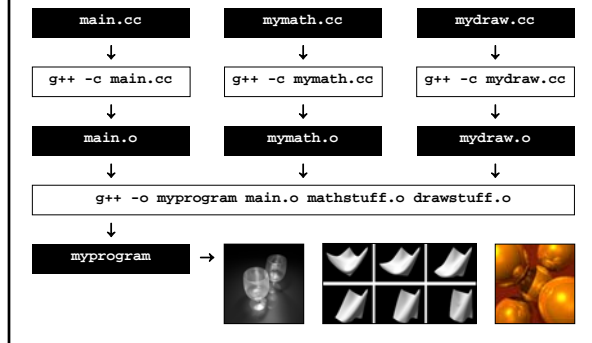 main.cc mymath.cc mydraw.cc
g++ -c main.cc g++ -c mymath.cc g++ -c mydraw.cc
main.o mymath.o mydraw.o
g++ -o myprogram main.o mathstuff.o drawstuff.o
myprogram